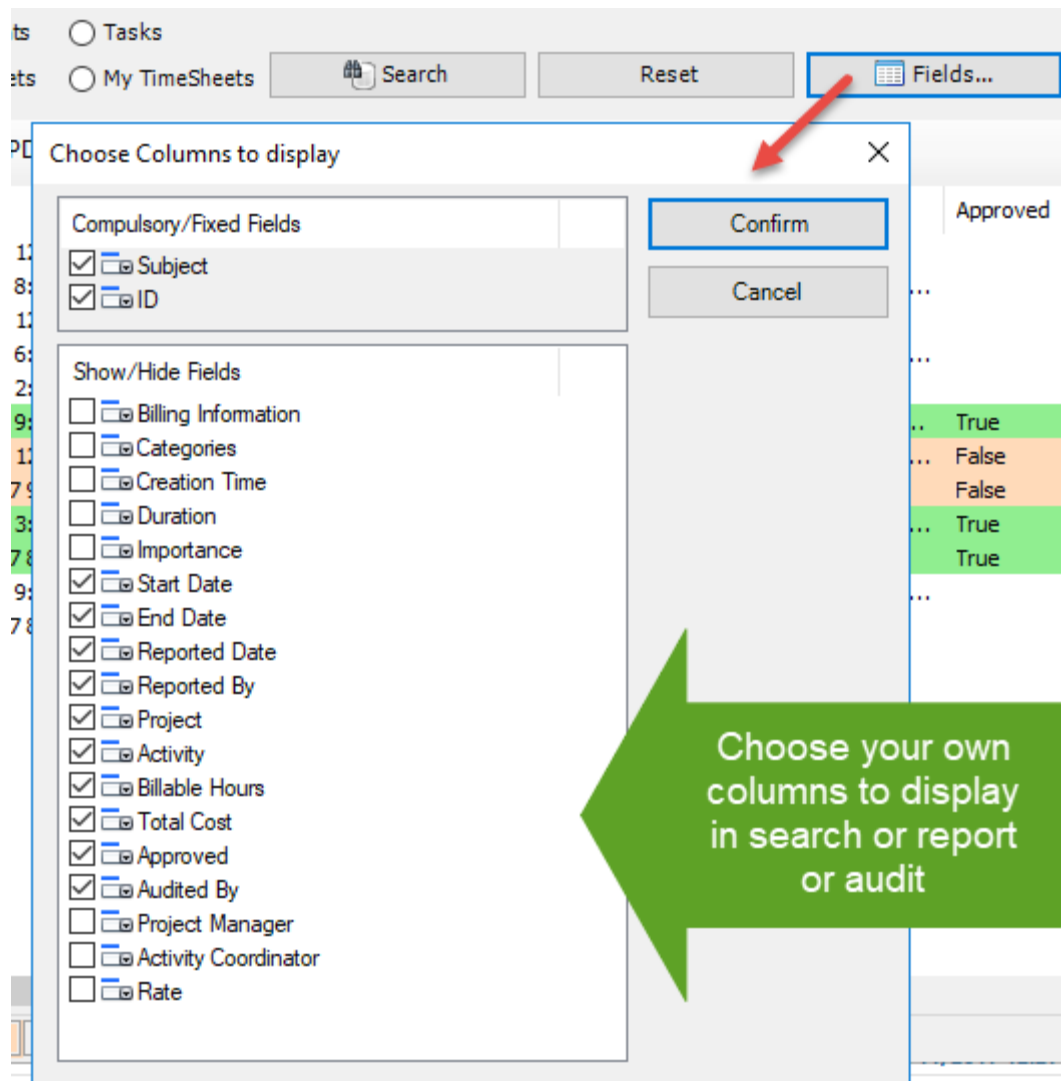 ts Tasks
ets My TimeSheets Search Reset Fields...
Choose Columns to display
Compulsory/Fixed Fields
Subject
ID
Confirm
Cancel
Approved
Show/Hide Fields
Billing Information
Categories
Creation Time
Duration
Importance
Start Date
End Date
Reported Date
Reported By
Project
Activity
Billable Hours
Total Cost
Approved
Audited By
Project Manager
Activity Coordinator
Rate
True
False
False
True
True
Choose your own
columns to display
in search or report
or audit